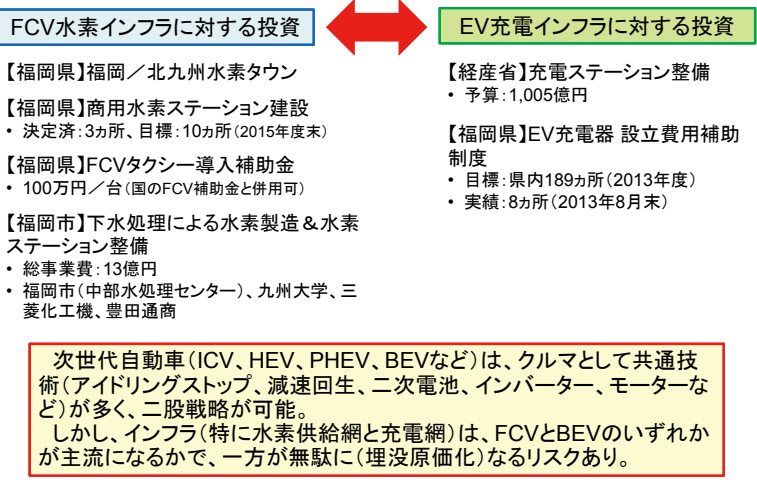 FCV水素インフラに対する投資
【福岡県】福岡／北九州水素タウン
【福岡県】商用水素ステーション建設
• 決定済：3ヵ所、目標：10ヵ所（2015年度末）
【福岡県】FCVタクシー導入補助金
• 100万円／台（国のFCV補助金と併用可）
【福岡市】下水処理による水素製造＆水素
ステーション整備
• 総事業費：13億円
• 福岡市（中部水処理センター）、九州大学、三
菱化工機、豊田通商
EV充電インフラに対する投資
【経産省】充電ステーション整備
• 予算：1,005億円
【福岡県】EV充電器 設立費用補助
制度
• 目標：県内189ヵ所（2013年度）
• 実績：8ヵ所（2013年8月末）
次世代自動車（ICV、HEV、PHEV、BEVなど）は、クルマとして共通技
術（アイドリングストップ、減速回生、二次電池、インバーター、モーターな
ど）が多く、二股戦略が可能。
しかし、インフラ（特に水素供給網と充電網）は、FCVとBEVのいずれか
が主流になるかで、一方が無駄に（埋没原価化）なるリスクあり。